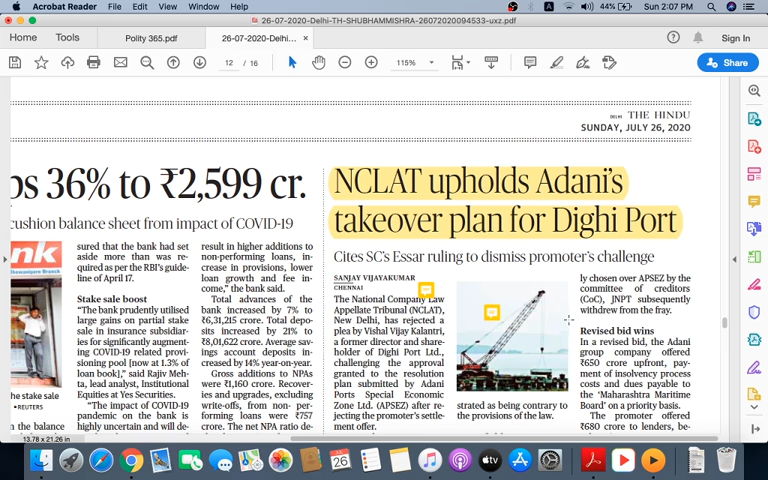 Acrobat Reader File Edit View Window Help
A 44% Sun 2:07 PM
26-07-2020-Delhi-TH-SHUBHAMMISHRA-26072020094533-uxz.pdf
Home Tools Polity 365.pdf 26-07-2020-Delhi... × Sign In
12 / 16 115% Share
DELHI THE HINDU
SUNDAY, JULY 26, 2020
ps 36% to ₹2,599 cr.
cushion balance sheet from impact of COVID-19
nk
the stake sale
REUTERS
sured that the bank had set
aside more than was re-
quired as per the RBI's guide-
line of April 17.
Stake sale boost
"The bank prudently utilised
large gains on partial stake
sale in insurance subsidiar-
ies for significantly augment-
ing COVID-19 related provi-
sioning pool [now at 1.3% of
loan book]," said Rajiv Meh-
ta, lead analyst, Institutional
Equities at Yes Securities.
"The impact of COVID-19
pandemic on the bank is
highly uncertain and will de-
result in higher additions to
non-performing loans, in-
crease in provisions, lower
loan growth and fee in-
come," the bank said.
Total advances of the
bank increased by 7% to
₹6,31,215 crore. Total depo-
sits increased by 21% to
₹8,01,622 crore. Average sav-
ings account deposits in-
creased by 14% year-on-year.
Gross additions to NPAs
were ₹1,160 crore. Recover-
ies and upgrades, excluding
write-offs, from non- per-
forming loans were ₹757
crore. The net NPA ratio de-
NCLAT upholds Adani's
takeover plan for Dighi Port
Cites SC's Essar ruling to dismiss promoter's challenge
SANJAY VIJAYAKUMAR
CHENNAI
The National Company Law
Appellate Tribunal (NCLAT),
New Delhi, has rejected a
plea by Vishal Vijay Kalantri,
a former director and share-
holder of Dighi Port Ltd.,
challenging the approval
granted to the resolution
plan submitted by Adani
Ports Special Economic
Zone Ltd. (APSEZ) after re-
jecting the promoter's settle-
ment offer.
strated as being contrary to
the provisions of the law.
ly chosen over APSEZ by the
committee of creditors
(CoC), JNPT subsequently
withdrew from the fray.
Revised bid wins
In a revised bid, the Adani
group company offered
₹650 crore upfront, pay-
ment of insolvency process
costs and dues payable to
the 'Maharashtra Maritime
Board' on a priority basis.
The promoter offered
₹680 crore to lenders, be-
13.78 x 21.26 in
JUL
26
tv